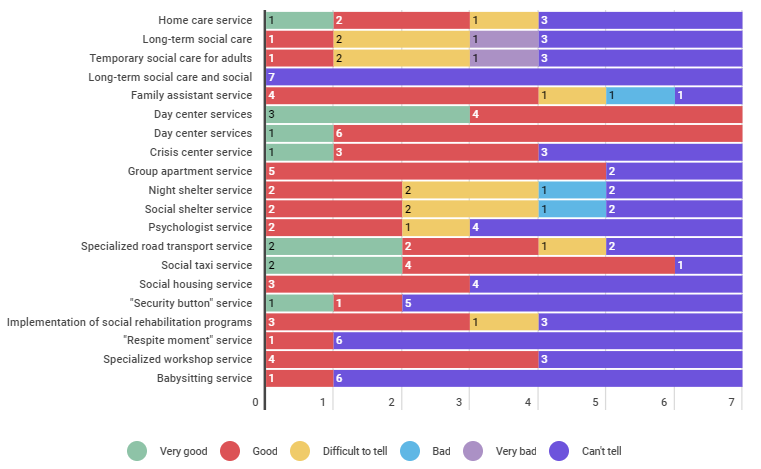 Home care service 1 2 1 3
Long-term social care 1 2 1 3
Temporary social care for adults 1 2 1 3
Long-term social care and social 7
Family assistant service 4 1 1 1
Day center services 3 4
Day center services 1 6
Crisis center service 1 3 3
Group apartment service 5 2
Night shelter service 2 2 1 2
Social shelter service 2 2 1 2
Psychologist service 2 1 4
Specialized road transport service 2 2 1 2
Social taxi service 2 4 1
Social housing service 3 4
"Security button" service 1 1 5
Implementation of social rehabilitation programs 3 1 3
"Respite moment" service 1 6
Specialized workshop service 4 3
Babysitting service 1 6
0 1 2 3 4 5 6 7
Very good Good Difficult to tell Bad Very bad Can't tell